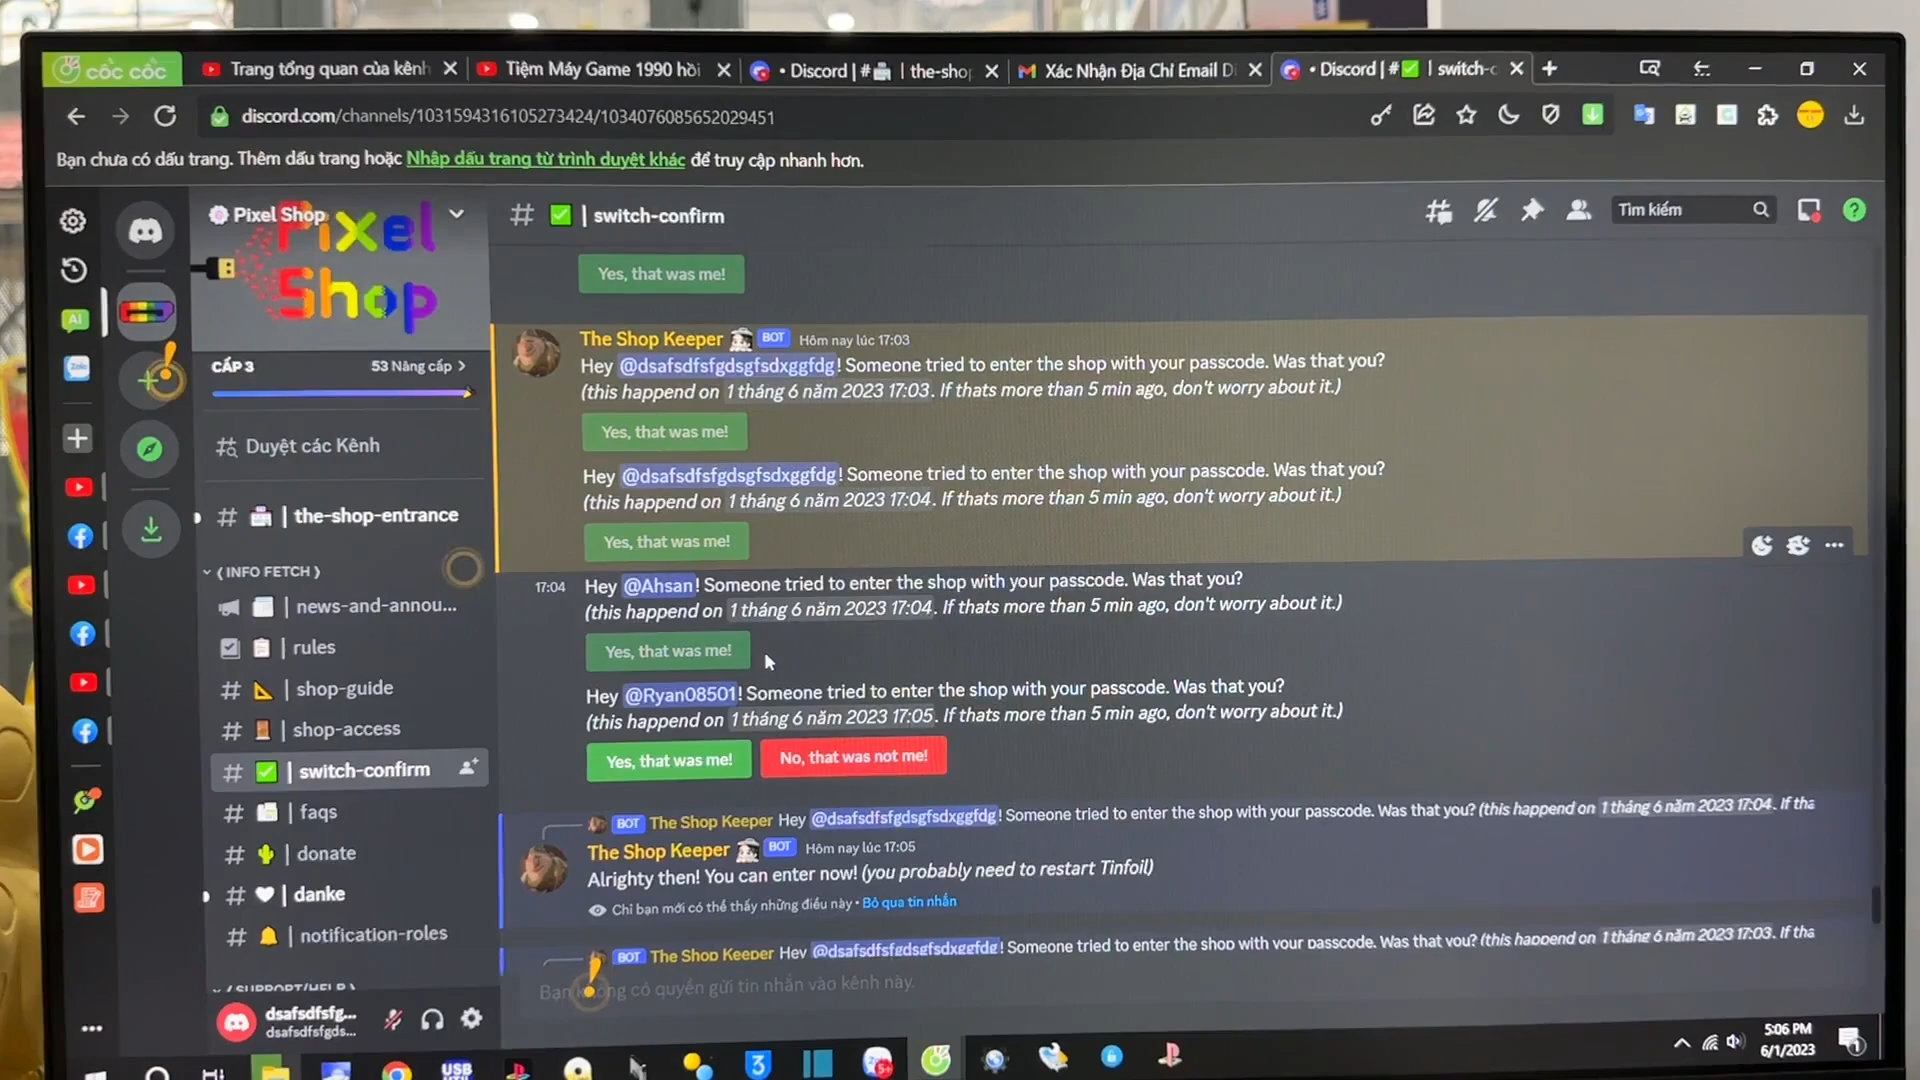 cốc cốc
Trang tổng quan của kênh
Tiệm Máy Game 1990 hồi
• Discord | # | the-shop
Xác Nhận Địa Chỉ Email Di
• Discord | #✅ | switch-c
discord.com/channels/1031594316105273424/1034076085652029451
Bạn chưa có dấu trang. Thêm dấu trang hoặc Nhập dấu trang từ trình duyệt khác để truy cập nhanh hơn.
Pixel Shop
Pixel
Shop
CẤP 3
53 Nâng cấp
Duyệt các Kênh
# | the-shop-entrance
( INFO FETCH )
| news-and-annou...
| rules
# | shop-guide
# | shop-access
# ✅ | switch-confirm
# | faqs
# | donate
# | danke
# | notification-roles
( SUPPORT/HELP )
dsafsdfsfg...
dsafsdfsfgds...
# ✅ | switch-confirm
Tìm kiếm
Yes, that was me!
The Shop Keeper BOT Hôm nay lúc 17:03
Hey @dsafsdfsfgdsgfsdxggfdg! Someone tried to enter the shop with your passcode. Was that you?
(this happend on 1 tháng 6 năm 2023 17:03. If thats more than 5 min ago, don't worry about it.)
Yes, that was me!
Hey @dsafsdfsfgdsgfsdxggfdg! Someone tried to enter the shop with your passcode. Was that you?
(this happend on 1 tháng 6 năm 2023 17:04. If thats more than 5 min ago, don't worry about it.)
Yes, that was me!
17:04 Hey @Ahsan! Someone tried to enter the shop with your passcode. Was that you?
(this happend on 1 tháng 6 năm 2023 17:04. If thats more than 5 min ago, don't worry about it.)
Yes, that was me!
Hey @Ryan08501! Someone tried to enter the shop with your passcode. Was that you?
(this happend on 1 tháng 6 năm 2023 17:05. If thats more than 5 min ago, don't worry about it.)
Yes, that was me! No, that was not me!
BOT The Shop Keeper Hey @dsafsdfsfgdsgfsdxggfdg! Someone tried to enter the shop with your passcode. Was that you? (this happend on 1 tháng 6 năm 2023 17:04. If tha
The Shop Keeper BOT Hôm nay lúc 17:05
Alrighty then! You can enter now! (you probably need to restart Tinfoil)
Chỉ bạn mới có thể thấy những điều này • Bỏ qua tin nhắn
BOT The Shop Keeper Hey @dsafsdfsfgdsgfsdxggfdg! Someone tried to enter the shop with your passcode. Was that you? (this happend on 1 tháng 6 năm 2023 17:03. If tha
Bạn không có quyền gửi tin nhắn vào kênh này.
AI
Zalo
USB
UTIL
3
Zalo
5+
5:06 PM
6/1/2023
1